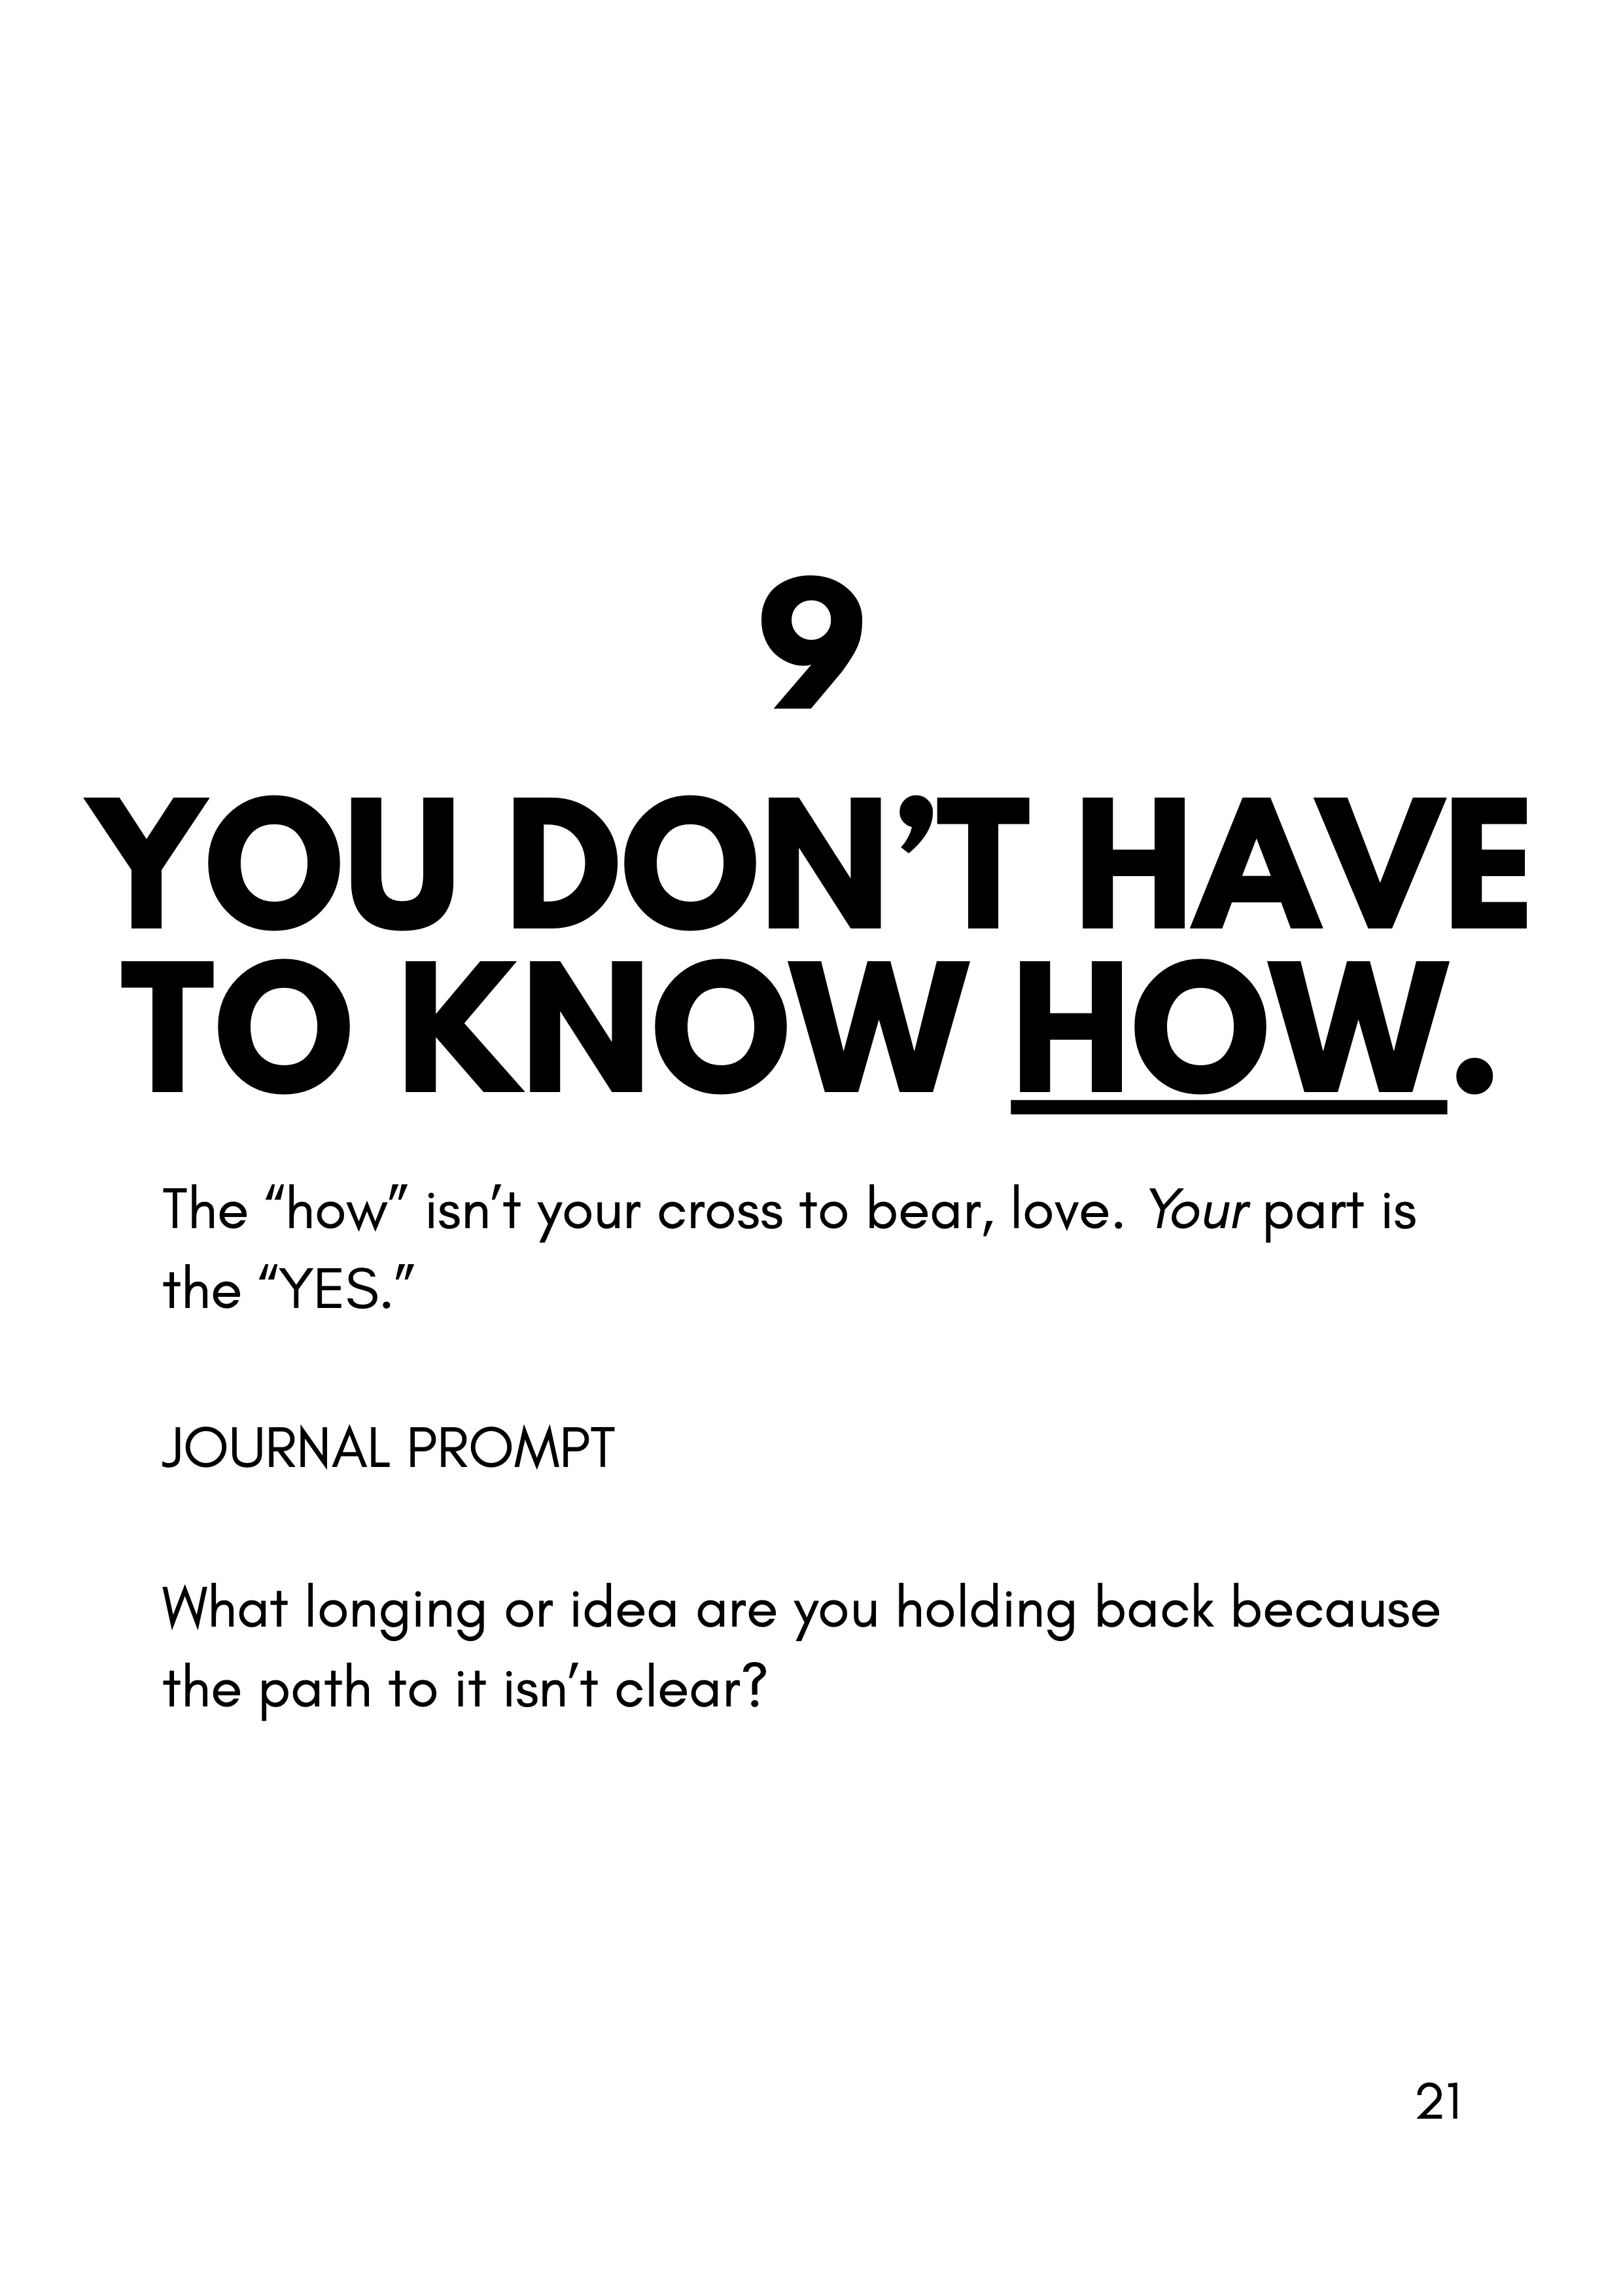 9
YOU DON’T HAVE
TO KNOW HOW.
The “how” isn’t your cross to bear, love. Your part is
the “YES.”
JOURNAL PROMPT
What longing or idea are you holding back because
the path to it isn’t clear?
21